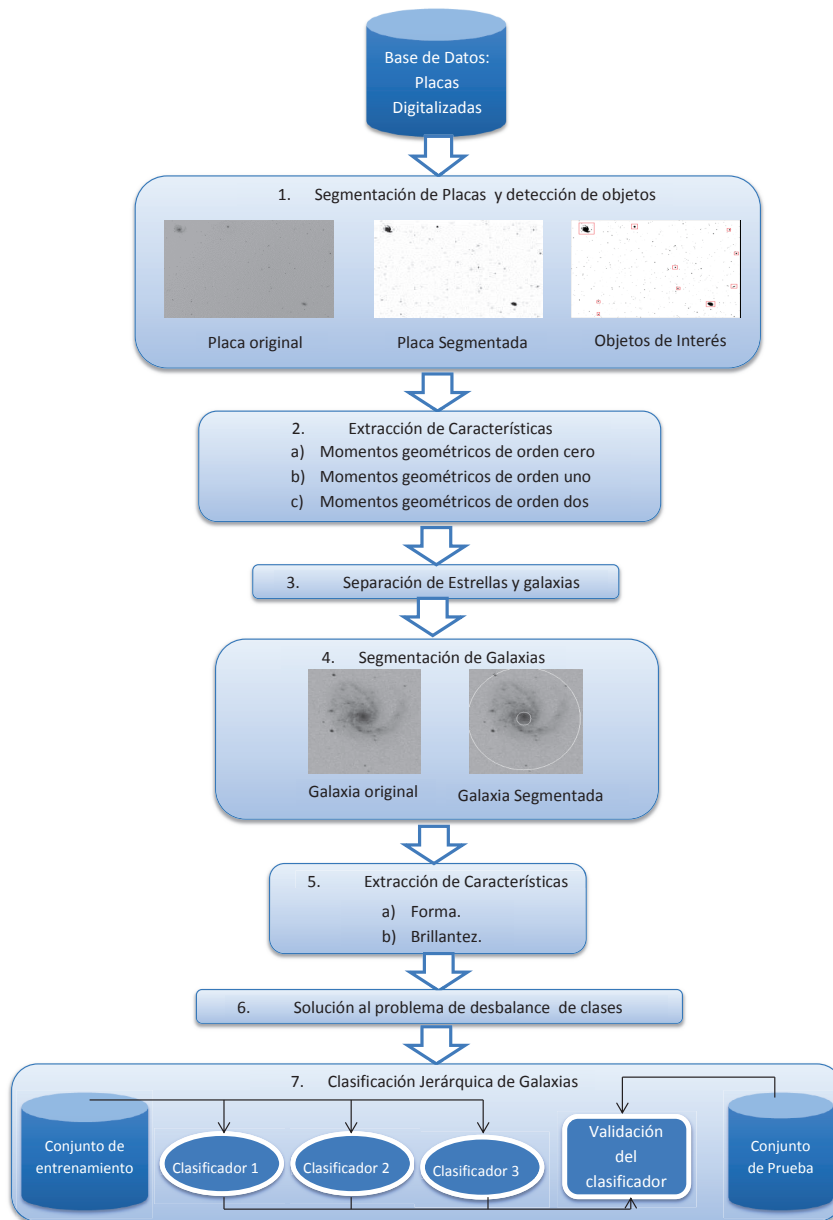 Base de Datos:
Placas
Digitalizadas
1. Segmentación de Placas y detección de objetos
Placa original
Placa Segmentada
Objetos de Interés
2. Extracción de Características
a) Momentos geométricos de orden cero
b) Momentos geométricos de orden uno
c) Momentos geométricos de orden dos
3. Separación de Estrellas y galaxias
4. Segmentación de Galaxias
Galaxia original
Galaxia Segmentada
5. Extracción de Características
a) Forma.
b) Brillantez.
6. Solución al problema de desbalance de clases
7. Clasificación Jerárquica de Galaxias
Conjunto de
entrenamiento
Clasificador 1
Clasificador 2
Clasificador 3
Validación
del
clasificador
Conjunto
de Prueba